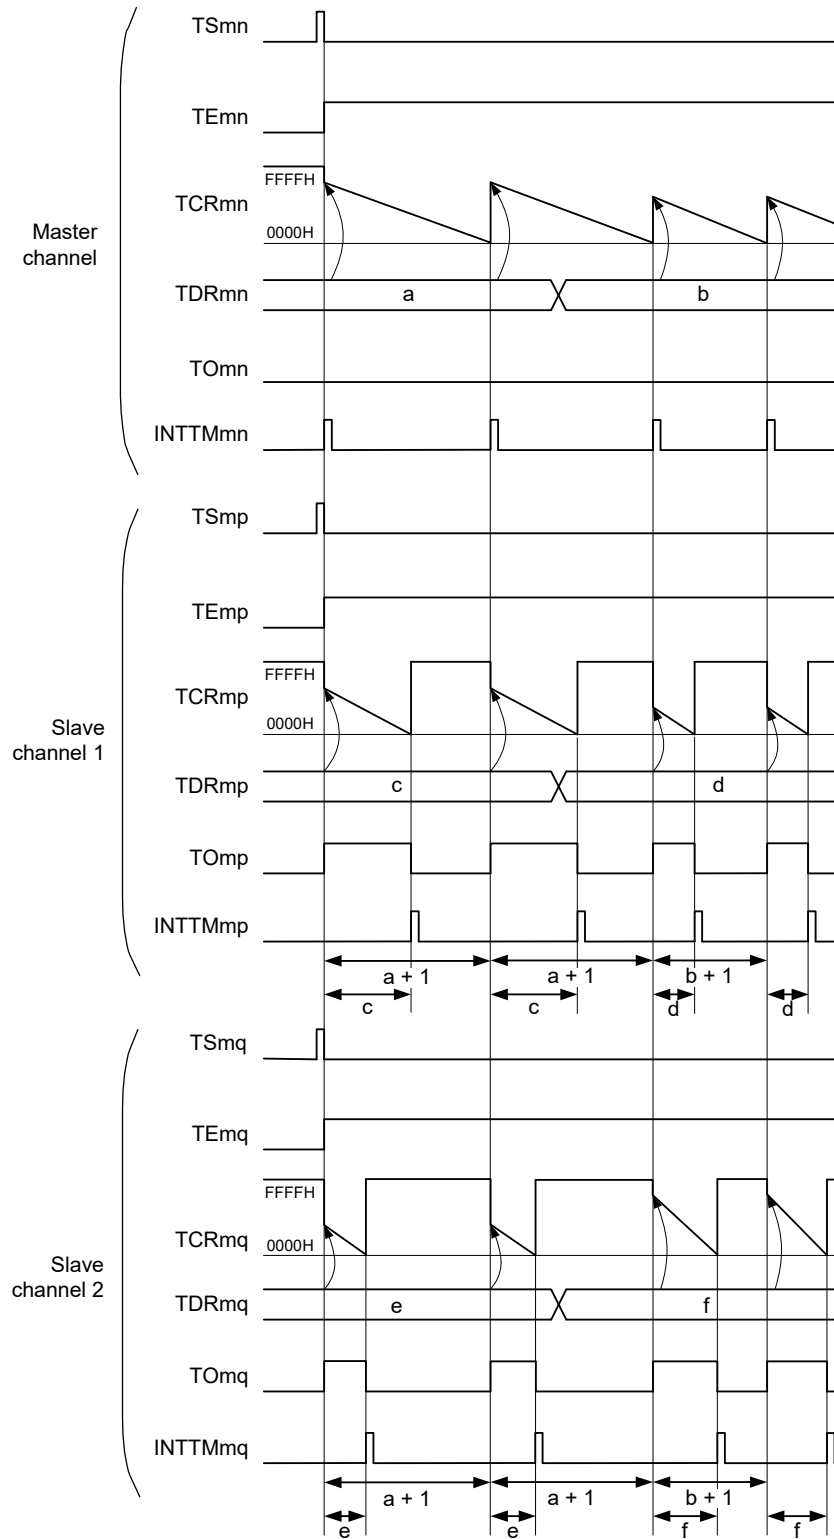 TSmn
TEmn
FFFFH
TCRmn
0000H
Master
channel
TDRmn
a
b
TOmn
INTTMmn
TSmp
TEmp
FFFFH
TCRmp
0000H
Slave
channel 1
TDRmp
c
d
TOmp
INTTMmp
a + 1
a + 1
b + 1
c
c
d
d
TSmq
TEmq
FFFFH
TCRmq
0000H
Slave
channel 2
TDRmq
e
f
TOmq
INTTMmq
a + 1
a + 1
b + 1
e
e
f
f